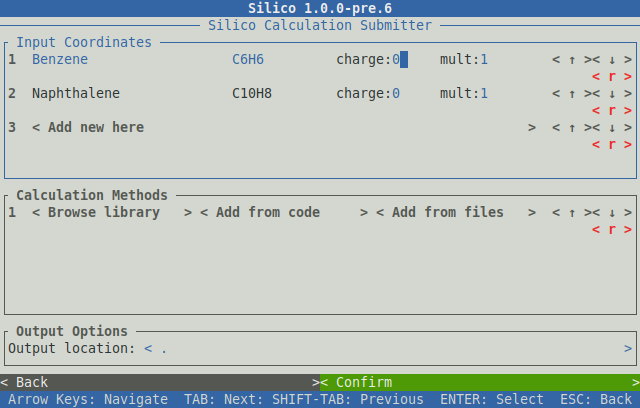 Silico 1.0.0-pre.6
Silico Calculation Submitter
Input Coordinates
1 Benzene C6H6 charge:0 mult:1 < ↑ >< ↓ >
< r >
2 Naphthalene C10H8 charge:0 mult:1 < ↑ >< ↓ >
< r >
3 < Add new here > < ↑ >< ↓ >
< r >
Calculation Methods
1 < Browse library > < Add from code > < Add from files > < ↑ >< ↓ >
< r >
Output Options
Output location: < . >
< Back >< Confirm >
Arrow Keys: Navigate TAB: Next: SHIFT-TAB: Previous ENTER: Select ESC: Back